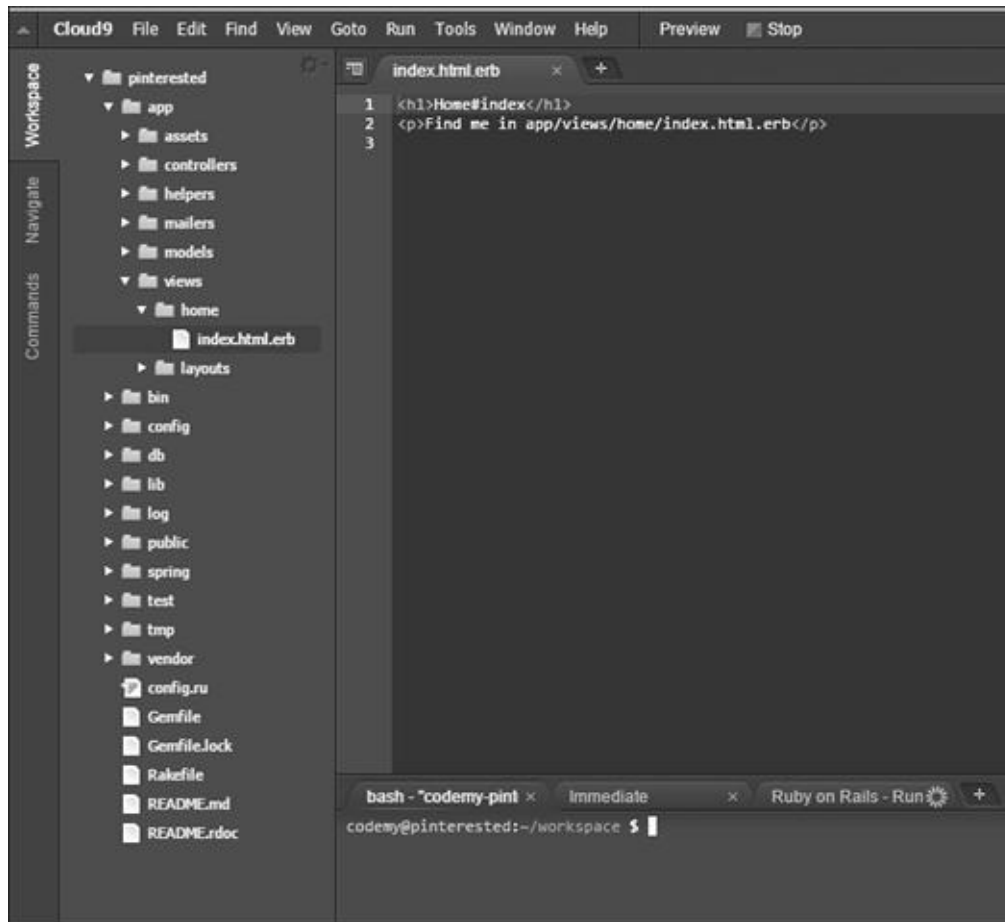 Cloud9 File Edit Find View Goto Run Tools Window Help Preview Stop
Workspace
Navigate
Commands
pinterested
app
assets
controllers
helpers
mailers
models
views
home
index.html.erb
layouts
bin
config
db
lib
log
public
spring
test
tmp
vendor
config.ru
Gemfile
Gemfile.lock
Rakefile
README.md
README.rdoc
index.html.erb × +
1 <h1>Home#index</h1>
2 <p>Find me in app/views/home/index.html.erb</p>
3
bash - "codemy-pint × Immediate × Ruby on Rails - Run +
codemy@pinterested:~/workspace $